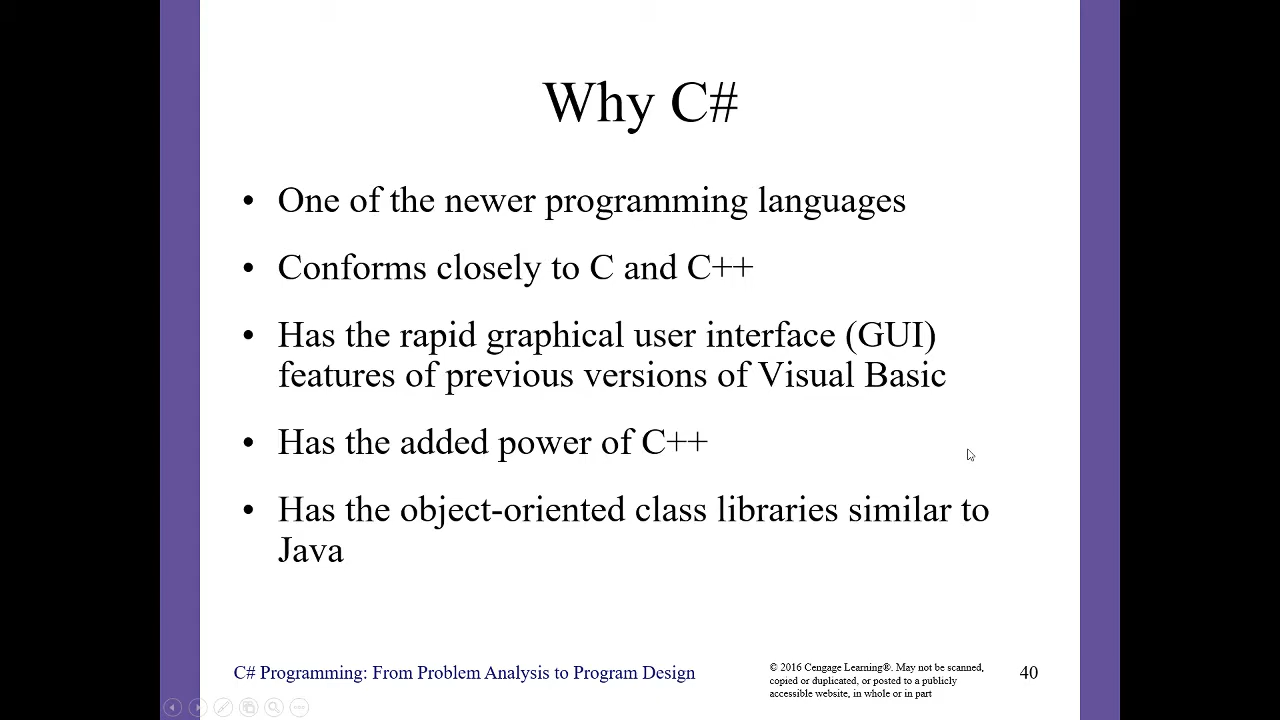 Why C#
• One of the newer programming languages
• Conforms closely to C and C++
• Has the rapid graphical user interface (GUI)
features of previous versions of Visual Basic
• Has the added power of C++
• Has the object-oriented class libraries similar to
Java
C# Programming: From Problem Analysis to Program Design
© 2016 Cengage Learning®. May not be scanned,
copied or duplicated, or posted to a publicly
accessible website, in whole or in part
40